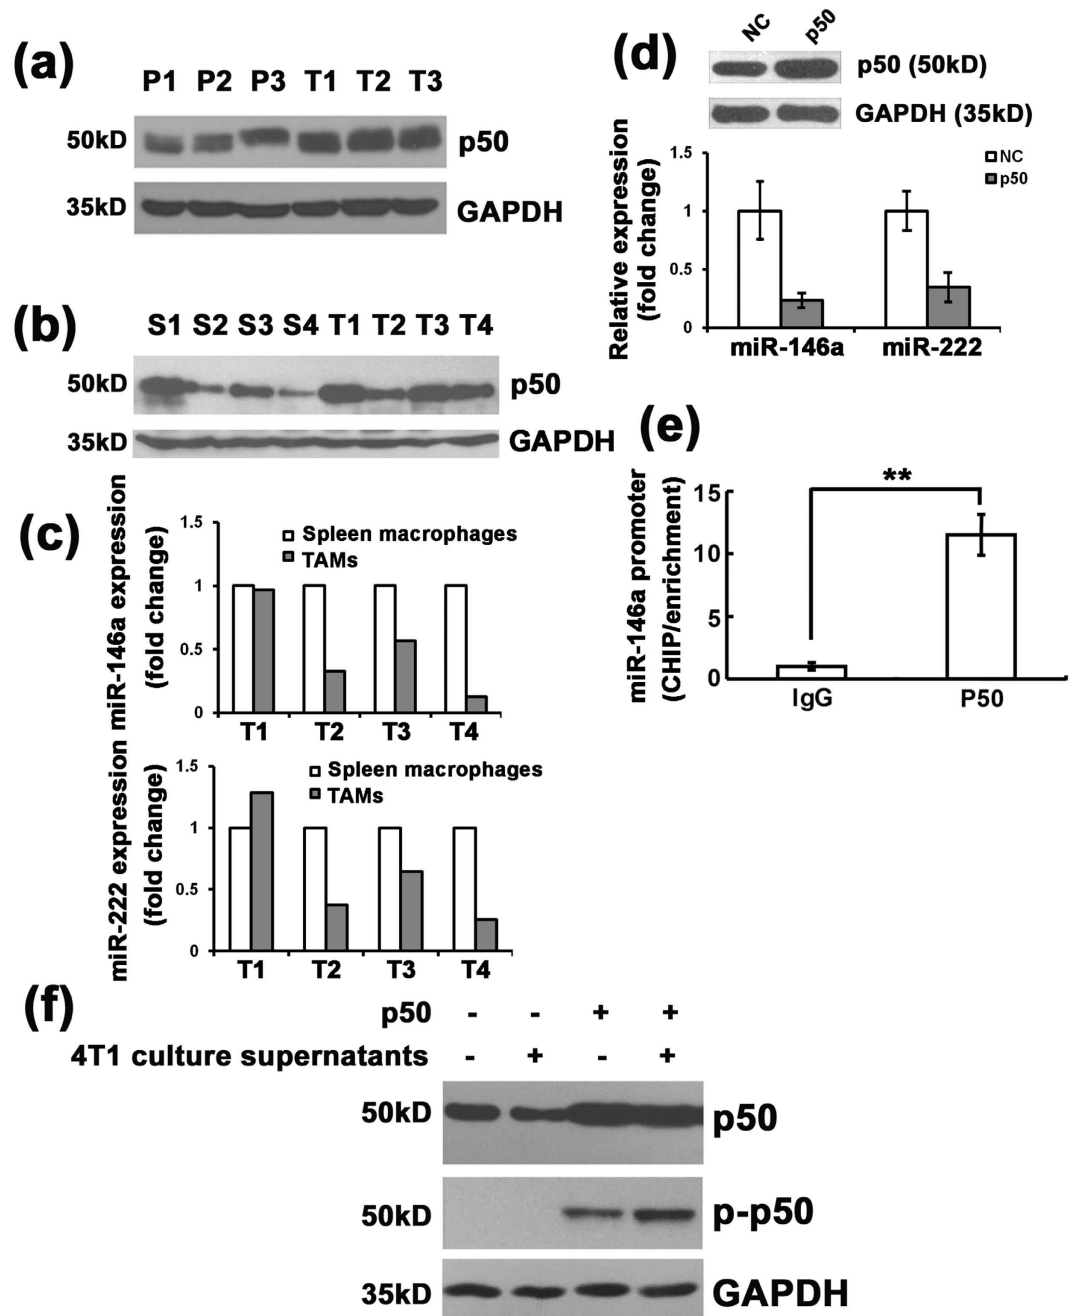 (a)
P1 P2 P3 T1 T2 T3
50kD p50
35kD GAPDH
(b)
S1 S2 S3 S4 T1 T2 T3 T4
50kD p50
35kD GAPDH
(c)
miR-146a expression
(fold change)
1.5
1
0.5
0
Spleen macrophages
TAMs
T1 T2 T3 T4
miR-222 expression
(fold change)
1.5
1
0.5
0
Spleen macrophages
TAMs
T1 T2 T3 T4
(d)
NC p50
p50 (50kD)
GAPDH (35kD)
Relative expression
(fold change)
1.5
1
0.5
0
NC
p50
miR-146a miR-222
(e)
miR-146a promoter
(CHIP/enrichment)
15
10
5
0
**
IgG P50
(f)
p50 - - + +
4T1 culture supernatants - + - +
50kD p50
50kD p-p50
35kD GAPDH